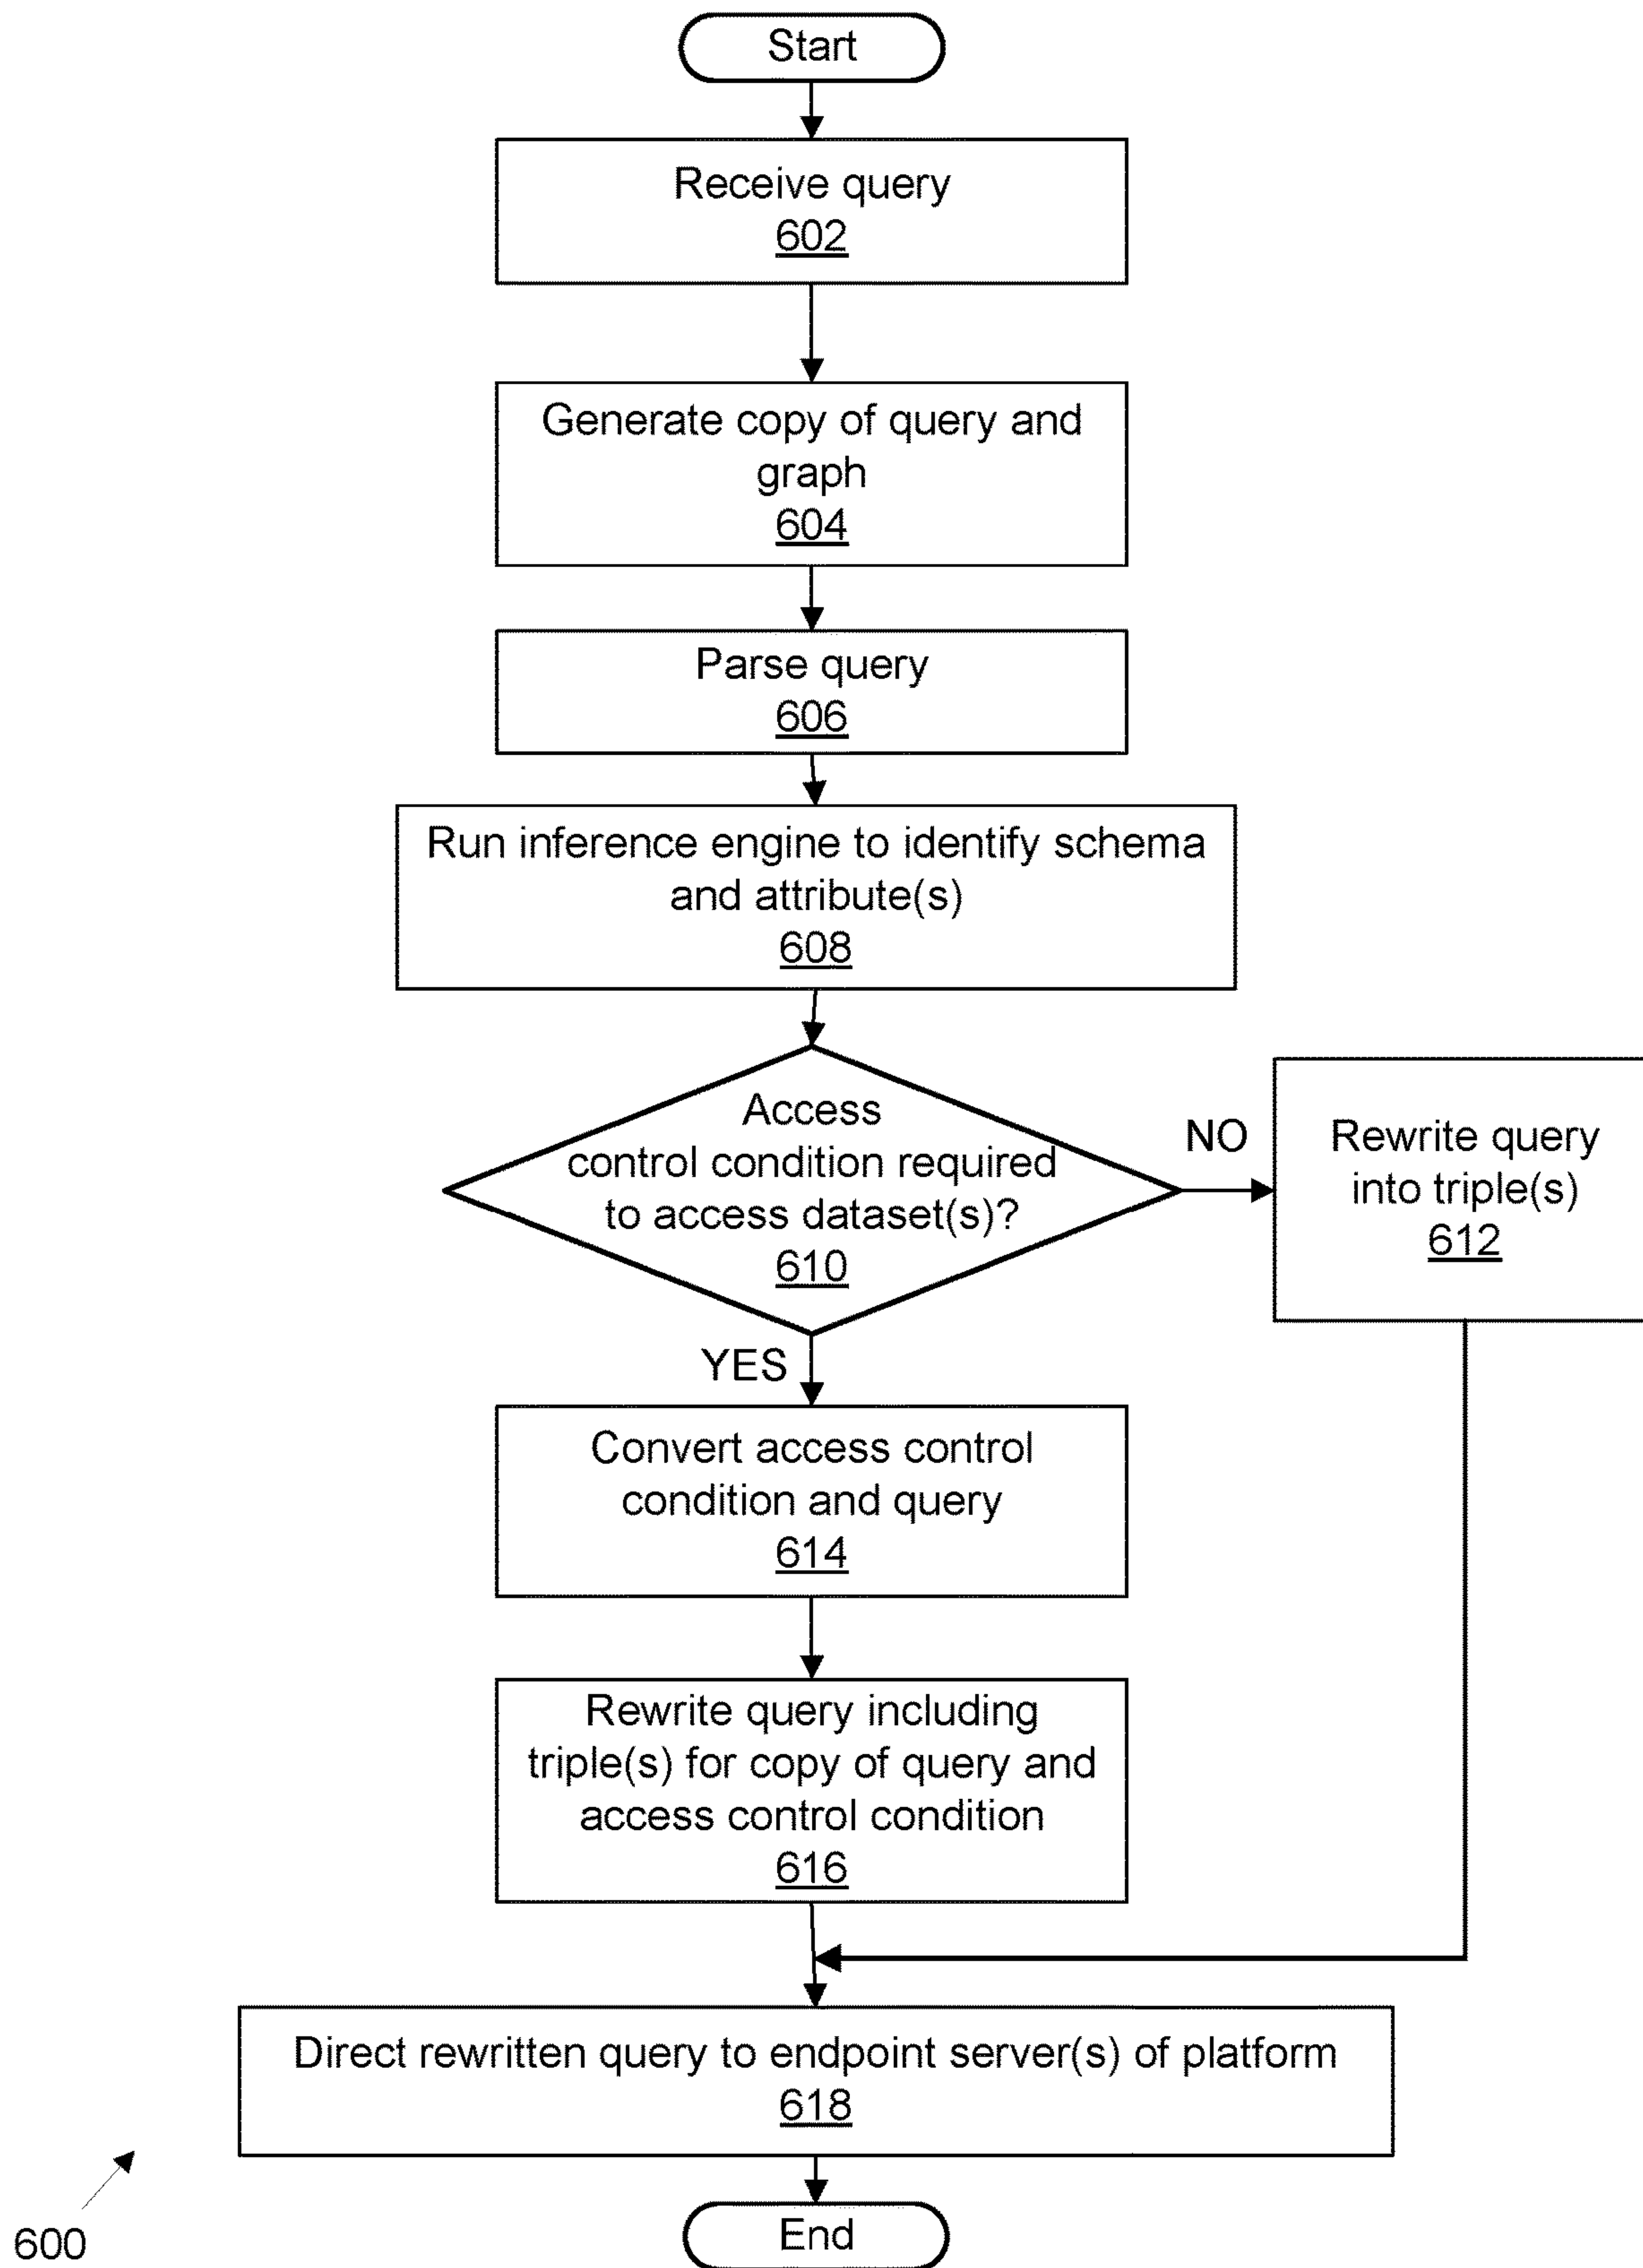 Start
Receive query
602
Generate copy of query and
graph
604
Parse query
606
Run inference engine to identify schema
and attribute(s)
608
Access
control condition required
to access dataset(s)?
610
NO
Rewrite query
into triple(s)
612
YES
Convert access control
condition and query
614
Rewrite query including
triple(s) for copy of query and
access control condition
616
Direct rewritten query to endpoint server(s) of platform
618
End
600